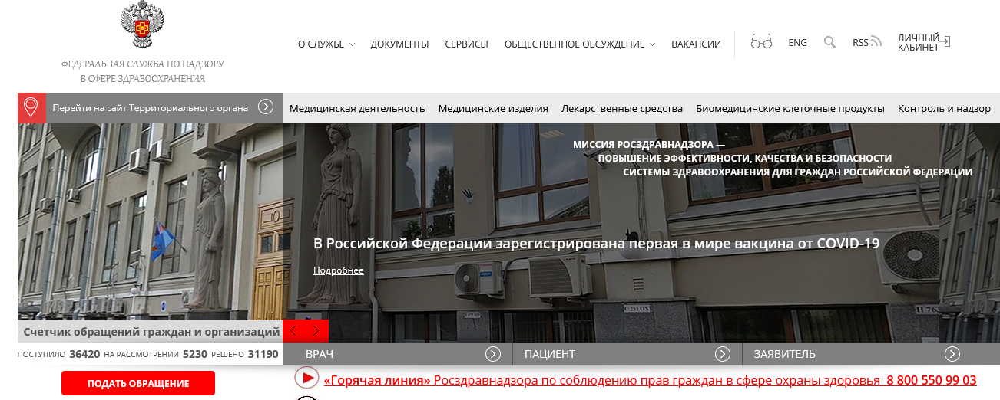 ФЕДЕРАЛЬНАЯ СЛУЖБА ПО НАДЗОРУ
В СФЕРЕ ЗДРАВООХРАНЕНИЯ
О СЛУЖБЕ ДОКУМЕНТЫ СЕРВИСЫ ОБЩЕСТВЕННОЕ ОБСУЖДЕНИЕ ВАКАНСИИ ENG RSS ЛИЧНЫЙ
КАБИНЕТ
Перейти на сайт Территориального органа
Медицинская деятельность Медицинские изделия Лекарственные средства Биомедицинские клеточные продукты Контроль и надзор
МИССИЯ РОСЗДРАВНАДЗОРА —
ПОВЫШЕНИЕ ЭФФЕКТИВНОСТИ, КАЧЕСТВА И БЕЗОПАСНОСТИ
СИСТЕМЫ ЗДРАВООХРАНЕНИЯ ДЛЯ ГРАЖДАН РОССИЙСКОЙ ФЕДЕРАЦИИ
В Российской Федерации зарегистрирована первая в мире вакцина от COVID-19
Подробнее
С 251 ОХ
Н 763
Счетчик обращений граждан и организаций
ПОСТУПИЛО 36420 НА РАССМОТРЕНИИ 5230 РЕШЕНО 31190
ВРАЧ ПАЦИЕНТ ЗАЯВИТЕЛЬ
ПОДАТЬ ОБРАЩЕНИЕ
«Горячая линия» Росздравнадзора по соблюдению прав граждан в сфере охраны здоровья 8 800 550 99 03